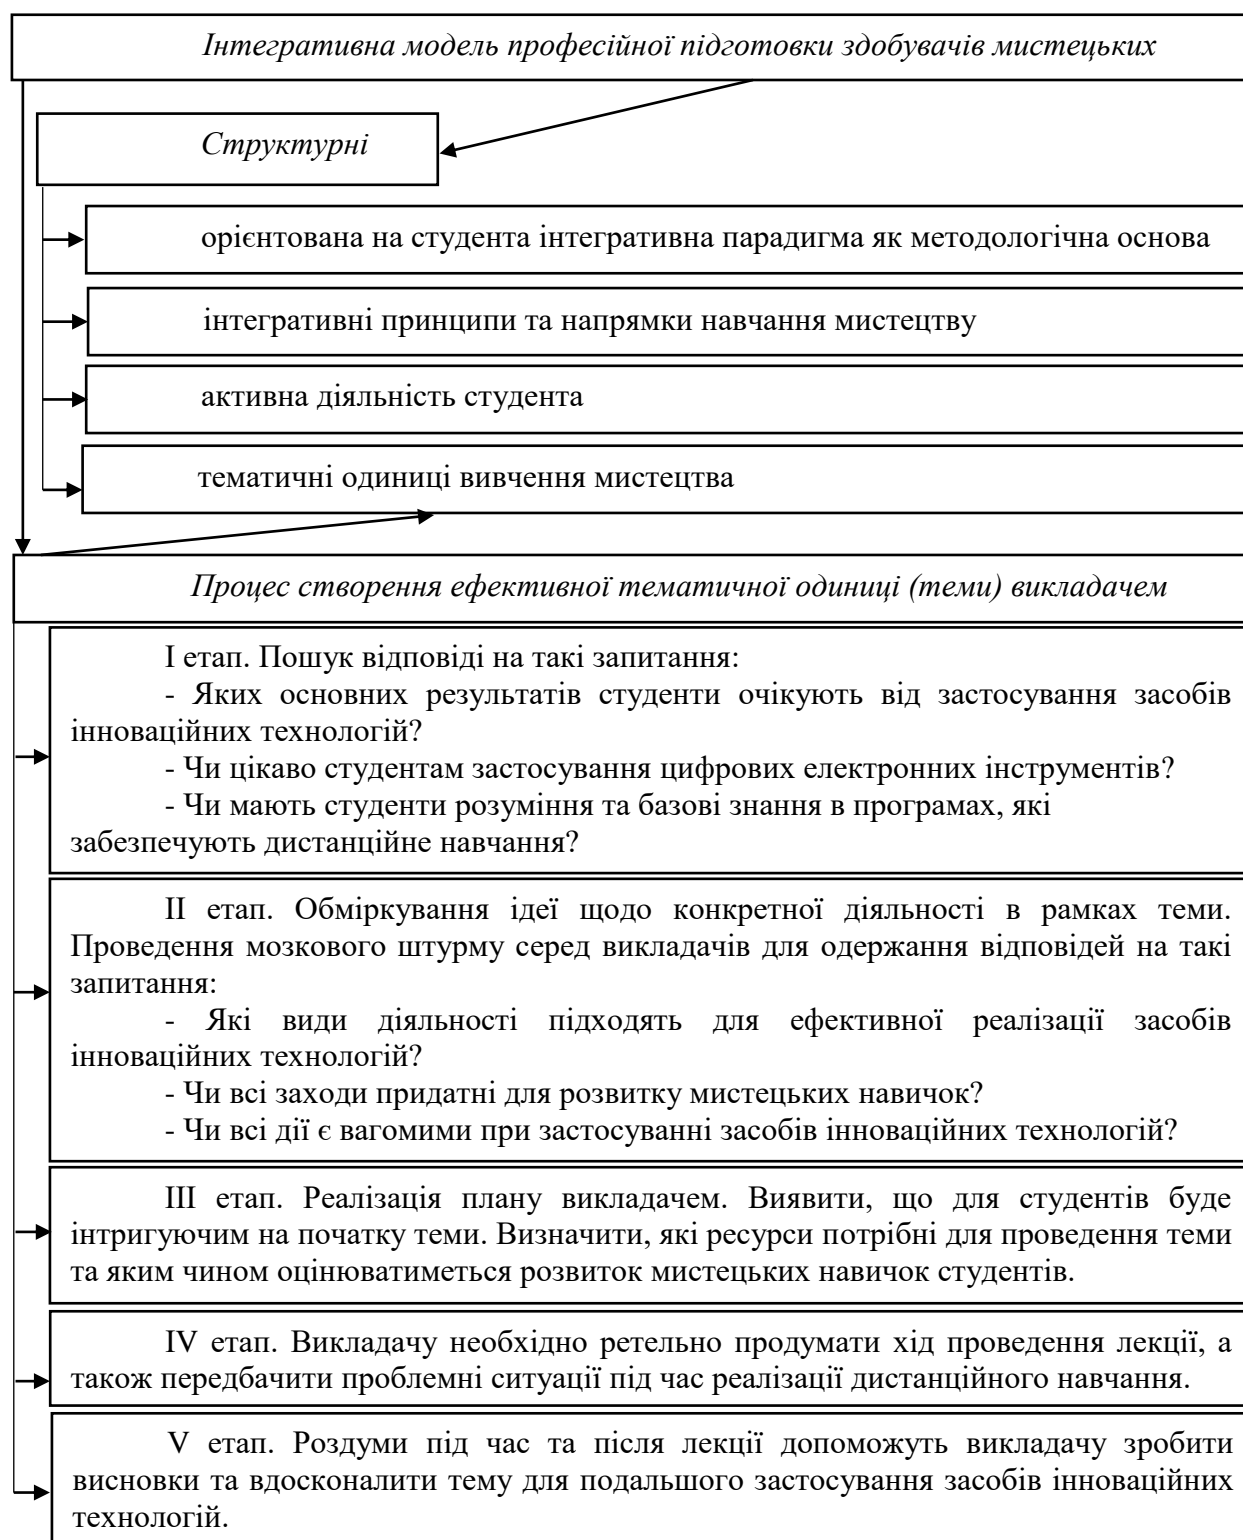 Інтегративна модель професійної підготовки здобувачів мистецьких
Структурні
орієнтована на студента інтегративна парадигма як методологічна основа
інтегративні принципи та напрямки навчання мистецтву
активна діяльність студента
тематичні одиниці вивчення мистецтва
Процес створення ефективної тематичної одиниці (теми) викладачем
I етап. Пошук відповіді на такі запитання:
- Яких основних результатів студенти очікують від застосування засобів
інноваційних технологій?
- Чи цікаво студентам застосування цифрових електронних інструментів?
- Чи мають студенти розуміння та базові знання в програмах, які
забезпечують дистанційне навчання?
II етап. Обміркування ідеї щодо конкретної діяльності в рамках теми.
Проведення мозкового штурму серед викладачів для одержання відповідей на такі
запитання:
- Які види діяльності підходять для ефективної реалізації засобів
інноваційних технологій?
- Чи всі заходи придатні для розвитку мистецьких навичок?
- Чи всі дії є вагомими при застосуванні засобів інноваційних технологій?
III етап. Реалізація плану викладачем. Виявити, що для студентів буде
інтригуючим на початку теми. Визначити, які ресурси потрібні для проведення теми
та яким чином оцінюватиметься розвиток мистецьких навичок студентів.
IV етап. Викладачу необхідно ретельно продумати хід проведення лекції, а
також передбачити проблемні ситуації під час реалізації дистанційного навчання.
V етап. Роздуми під час та після лекції допоможуть викладачу зробити
висновки та вдосконалити тему для подальшого застосування засобів інноваційних
технологій.